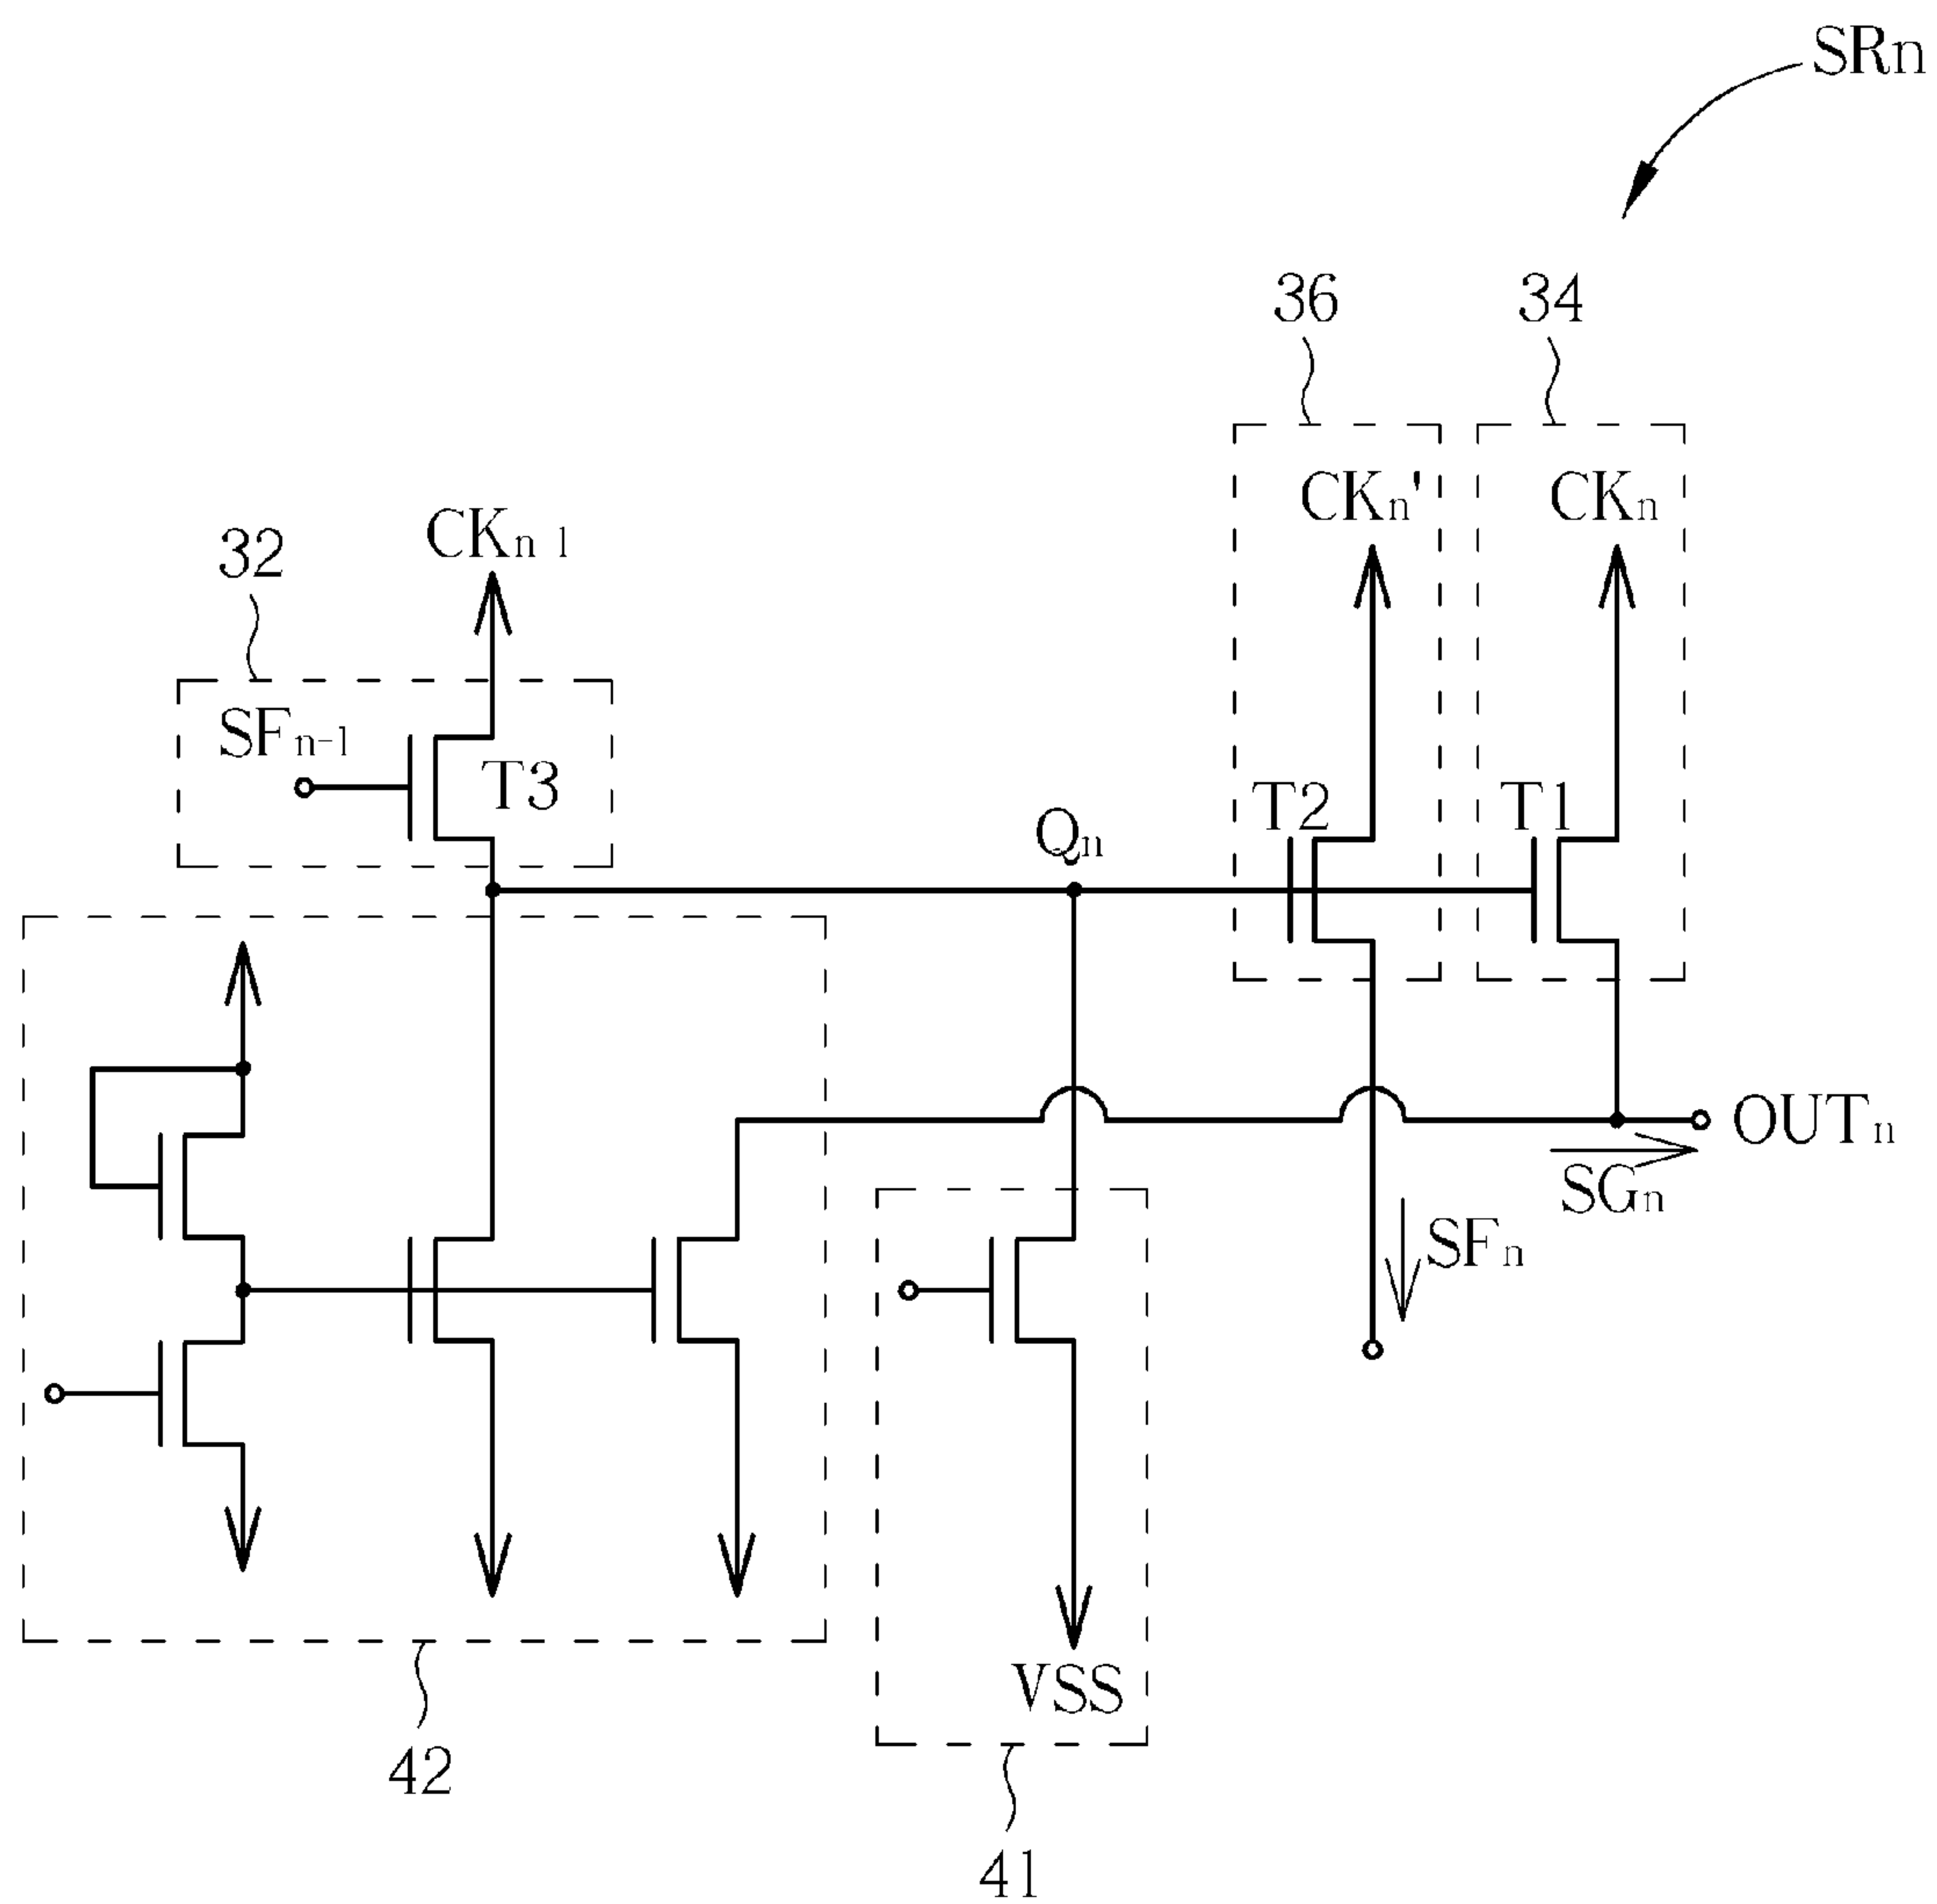 SRn
36 34
CKn' CKn
CKn 1
32
SFn-1
T3
T2 T1
Qn
OUTn
SGn
SFn
VSS
42
41